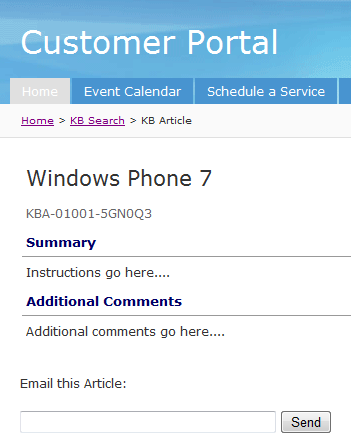 Customer Portal
Home Event Calendar Schedule a Service
Home > KB Search > KB Article
Windows Phone 7
KBA-01001-5GN0Q3
Summary
Instructions go here....
Additional Comments
Additional comments go here....
Email this Article:
Send